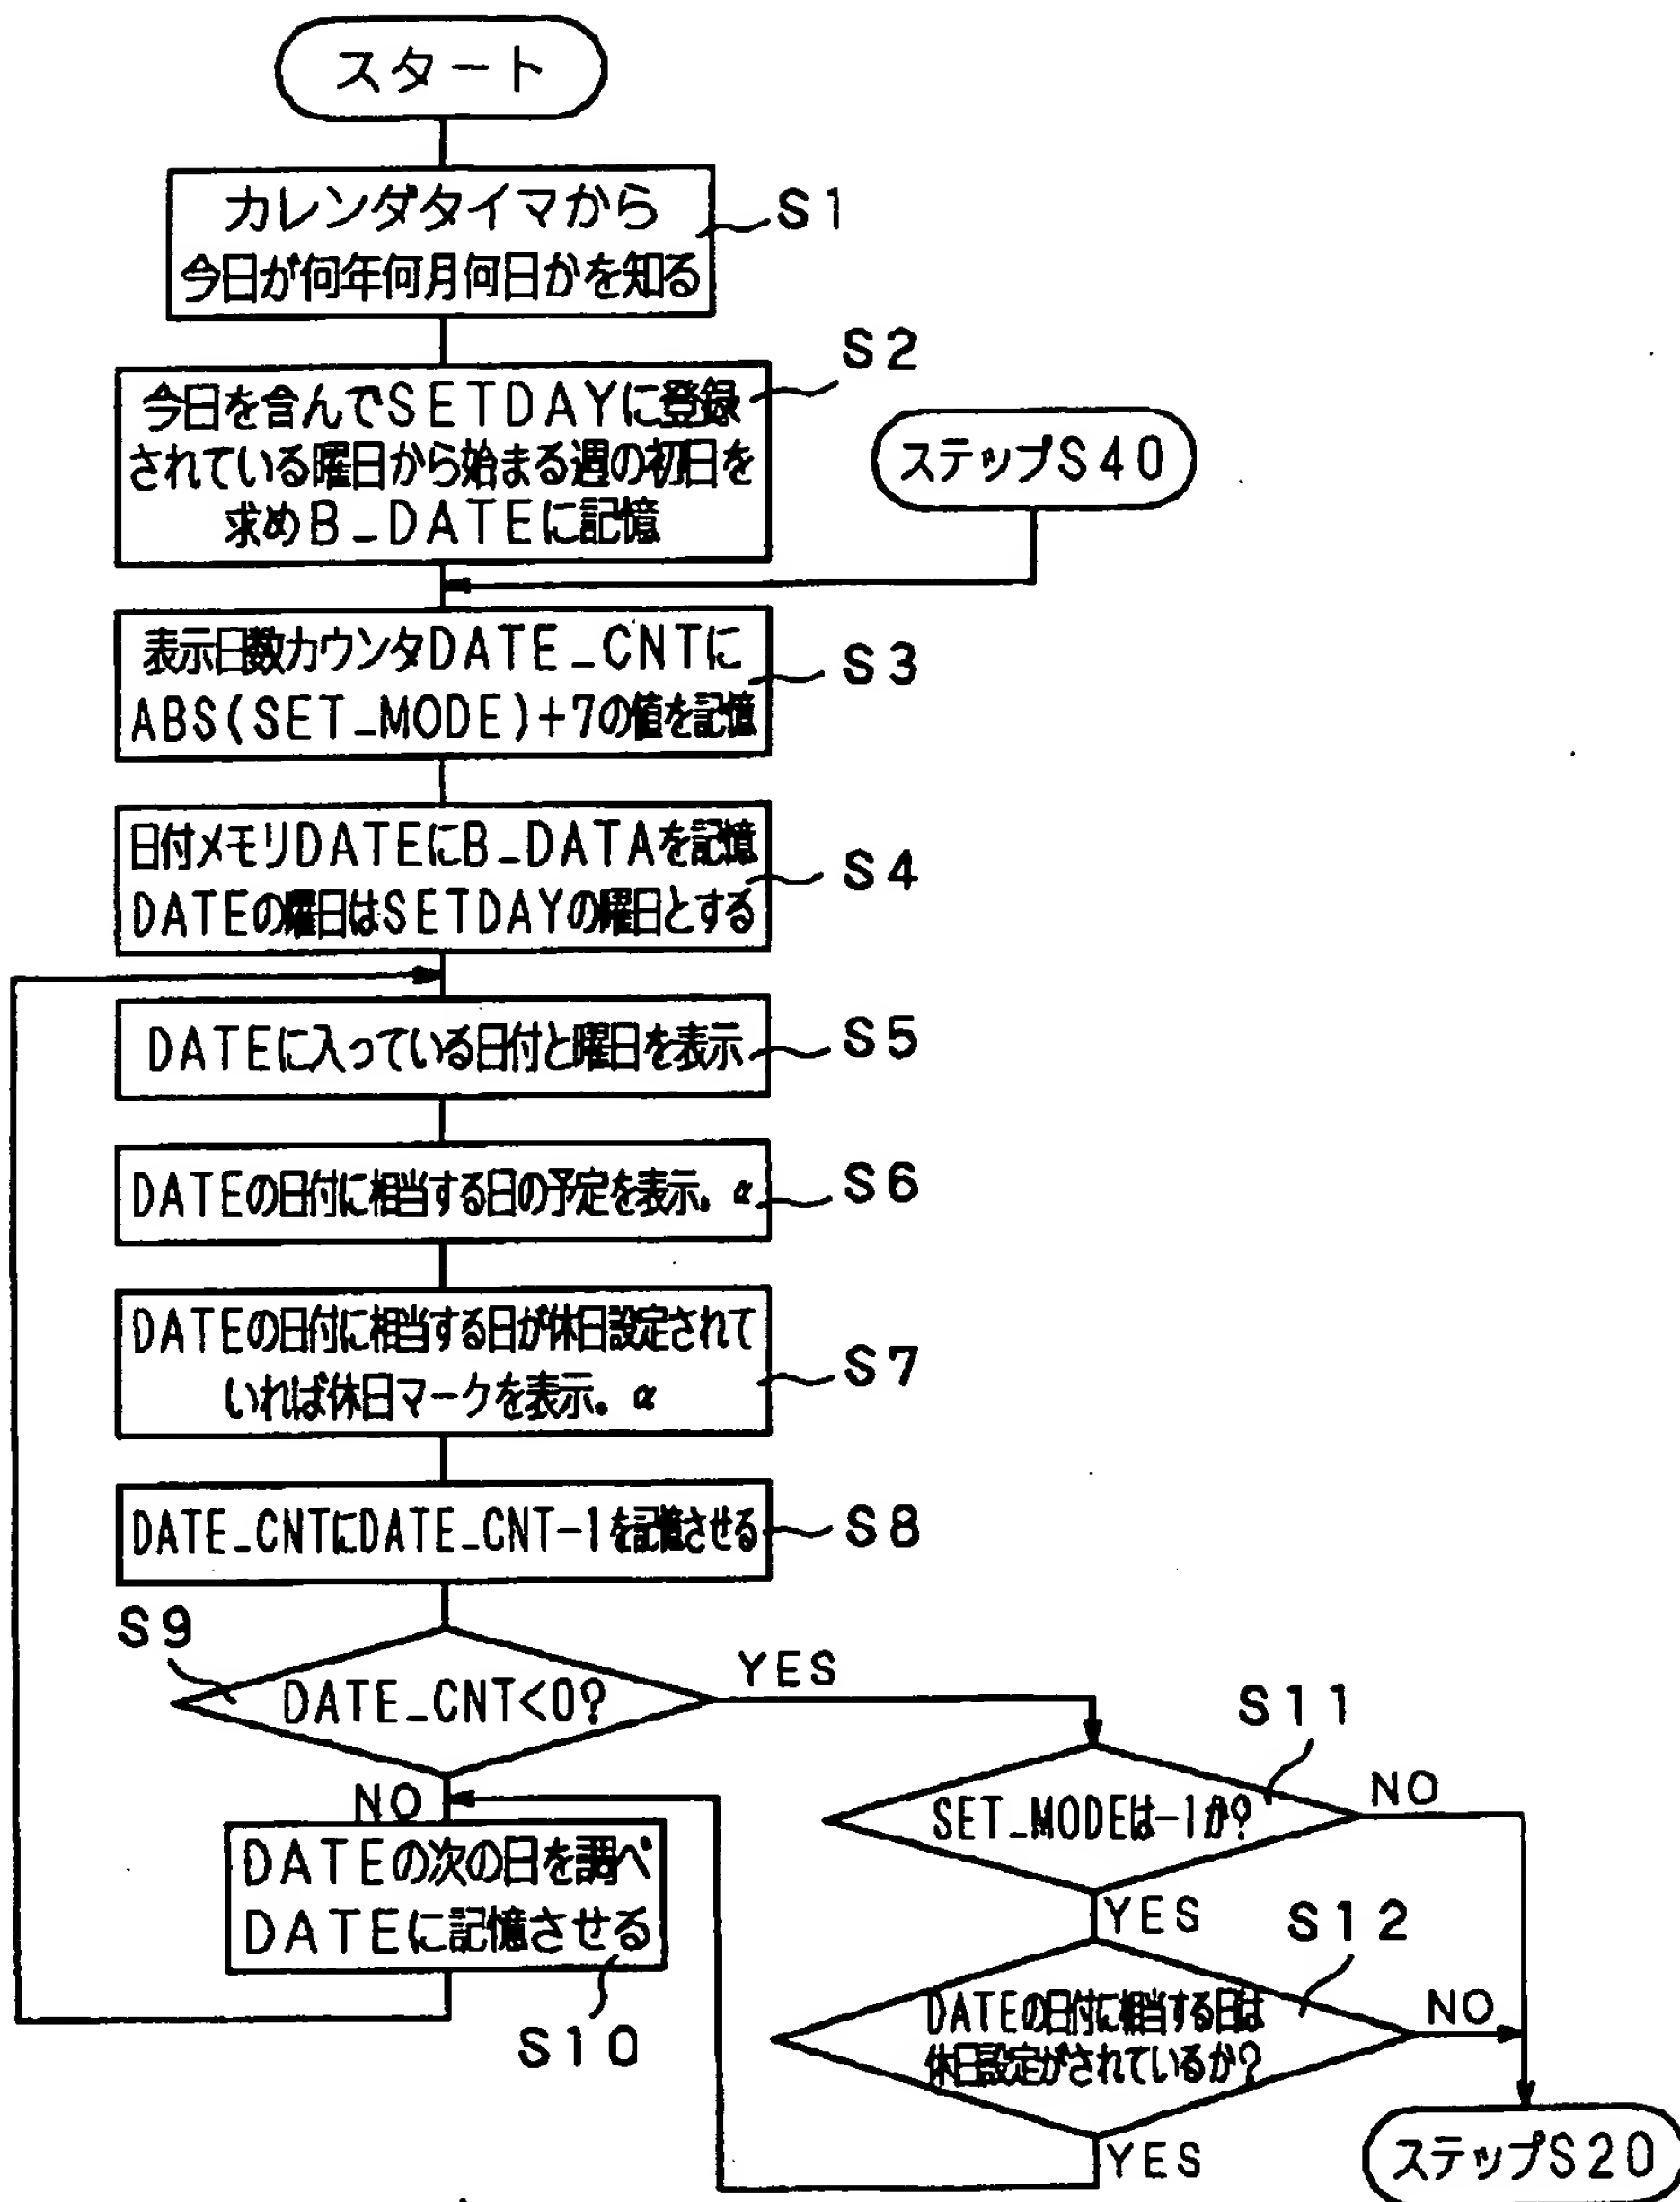 スタート
カレンダタイマから
今日が何年何月何日かを知る
S1
今日を含んでSETDAYに登録
されている曜日から始まる週の初日を
求めB_DATEに記憶
S2
ステップS40
表示日数カウンタDATE_CNTに
ABS(SET_MODE)+7の値を記憶
S3
日付メモリDATEにB_DATAを記憶
DATEの曜日はSETDAYの曜日とする
S4
DATEに入っている日付と曜日を表示
S5
DATEの日付に相当する日の予定を表示。α
S6
DATEの日付に相当する日が休日設定されて
いれば休日マークを表示。α
S7
DATE_CNTにDATE_CNT-1を記憶させる
S8
S9
DATE_CNT<0?
YES
NO
DATEの次の日を調べ
DATEに記憶させる
S10
S11
SET_MODEは-1か?
NO
YES
S12
DATEの日付に相当する日は
休日設定がされているか?
NO
YES
ステップS20